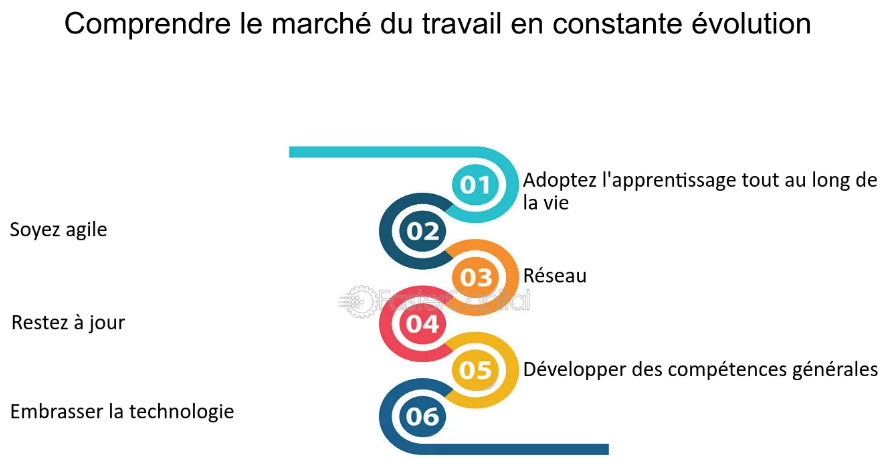 Comprendre le marché du travail en constante évolution
01
Adoptez l'apprentissage tout au long de
la vie
Soyez agile
02
03
Réseau
FasterCapital
Restez à jour
04
05
Développer des compétences générales
Embrasser la technologie
06